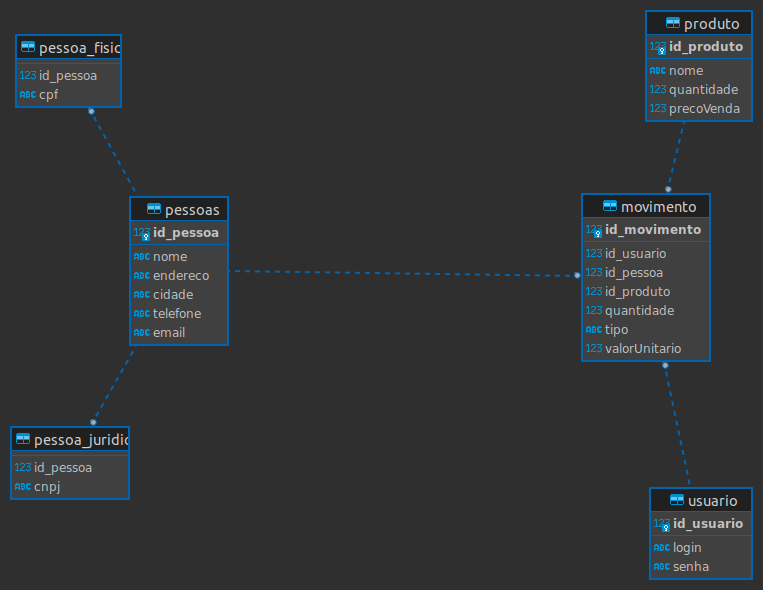 pessoa_fisic
123 id_pessoa
ABC cpf
pessoas
123 id_pessoa
ABC nome
ABC endereco
ABC cidade
ABC telefone
ABC email
pessoa_juridic
123 id_pessoa
ABC cnpj
produto
123 id_produto
ABC nome
123 quantidade
123 precoVenda
movimento
123 id_movimento
123 id_usuario
123 id_pessoa
123 id_produto
123 quantidade
ABC tipo
123 valorUnitario
usuario
123 id_usuario
ABC login
ABC senha